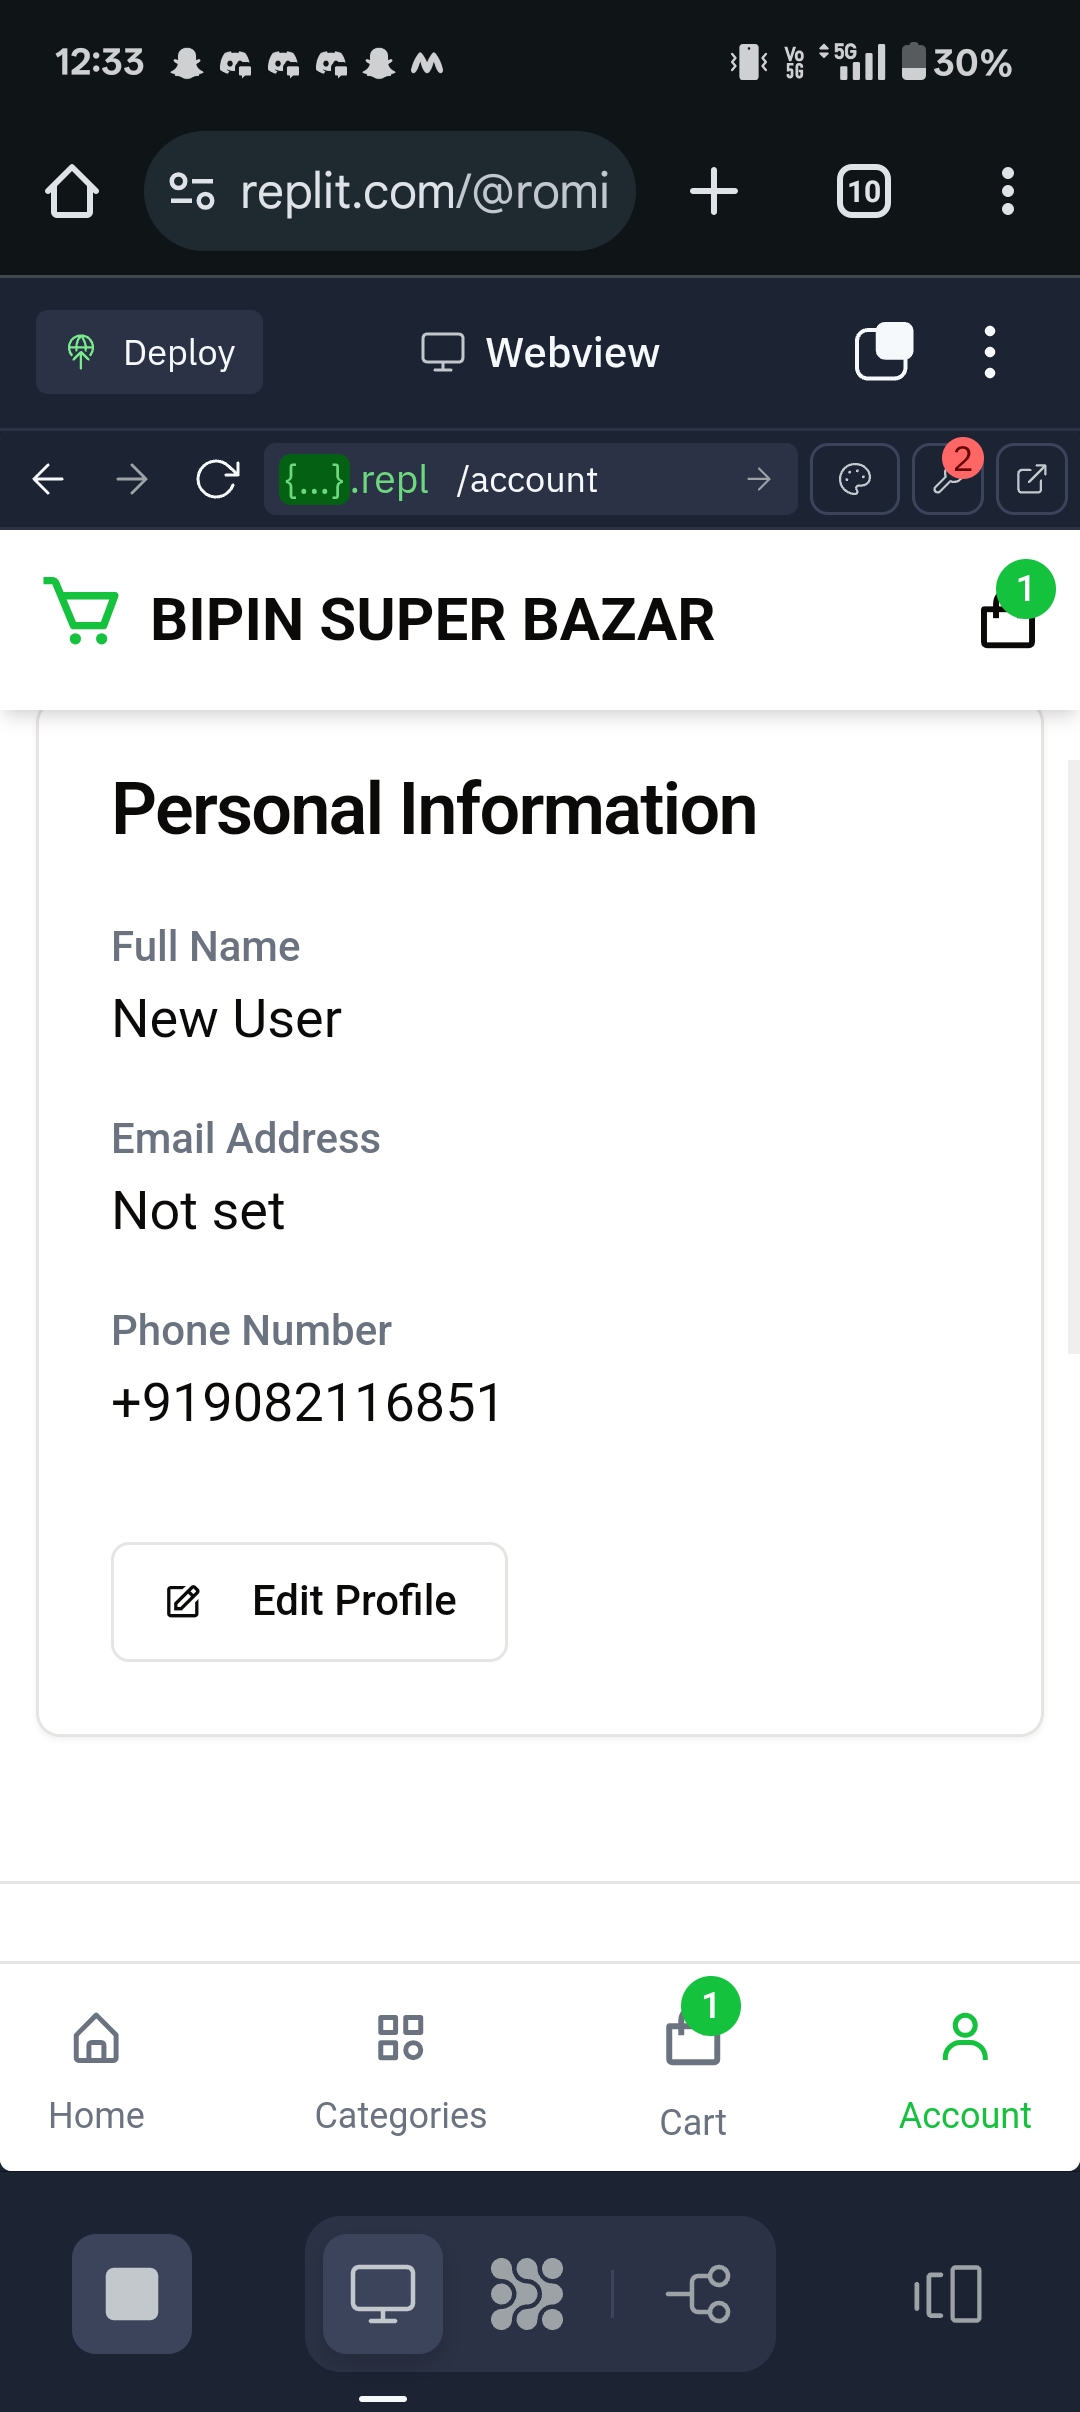 12:33
Vo 5G
5G
30%
replit.com/@romi
10
Deploy
Webview
{...}.repl /account
2
BIPIN SUPER BAZAR
1
Personal Information
Full Name
New User
Email Address
Not set
Phone Number
+919082116851
Edit Profile
1
Home
Categories
Cart
Account